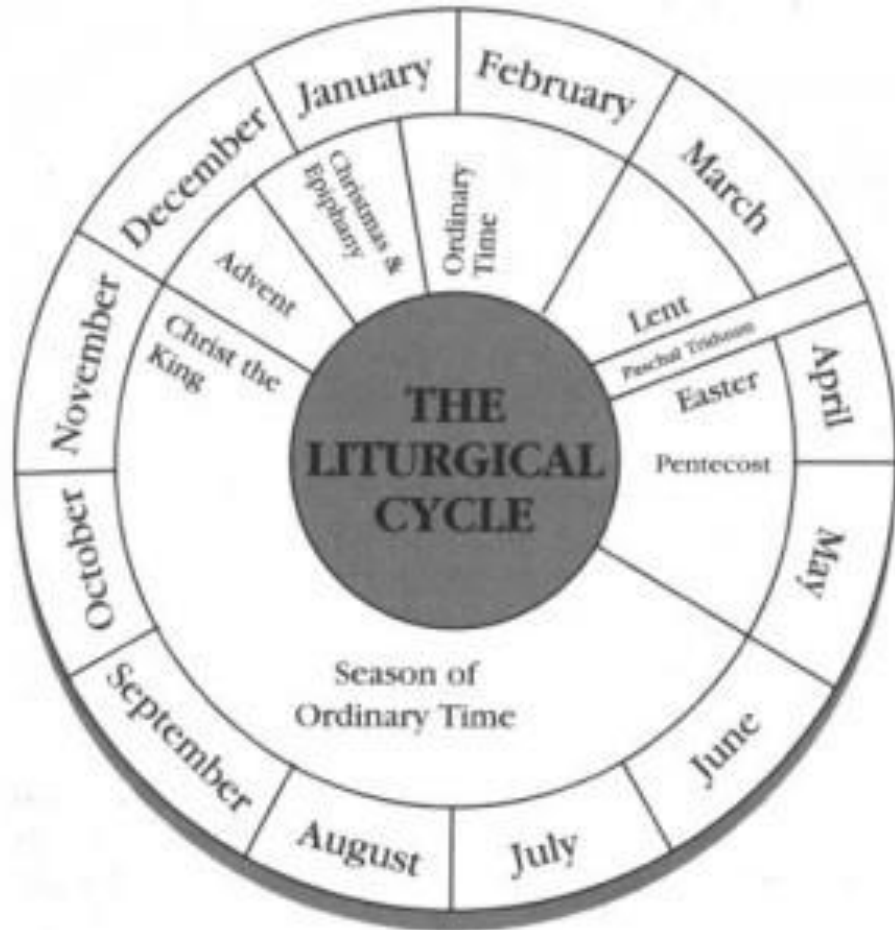 January
February
March
April
May
June
July
August
September
October
November
December
Christmas &
Epiphany
Ordinary
Time
Lent
Paschal Triduum
Easter
Pentecost
Season of
Ordinary Time
Christ the
King
Advent
THE
LITURGICAL
CYCLE